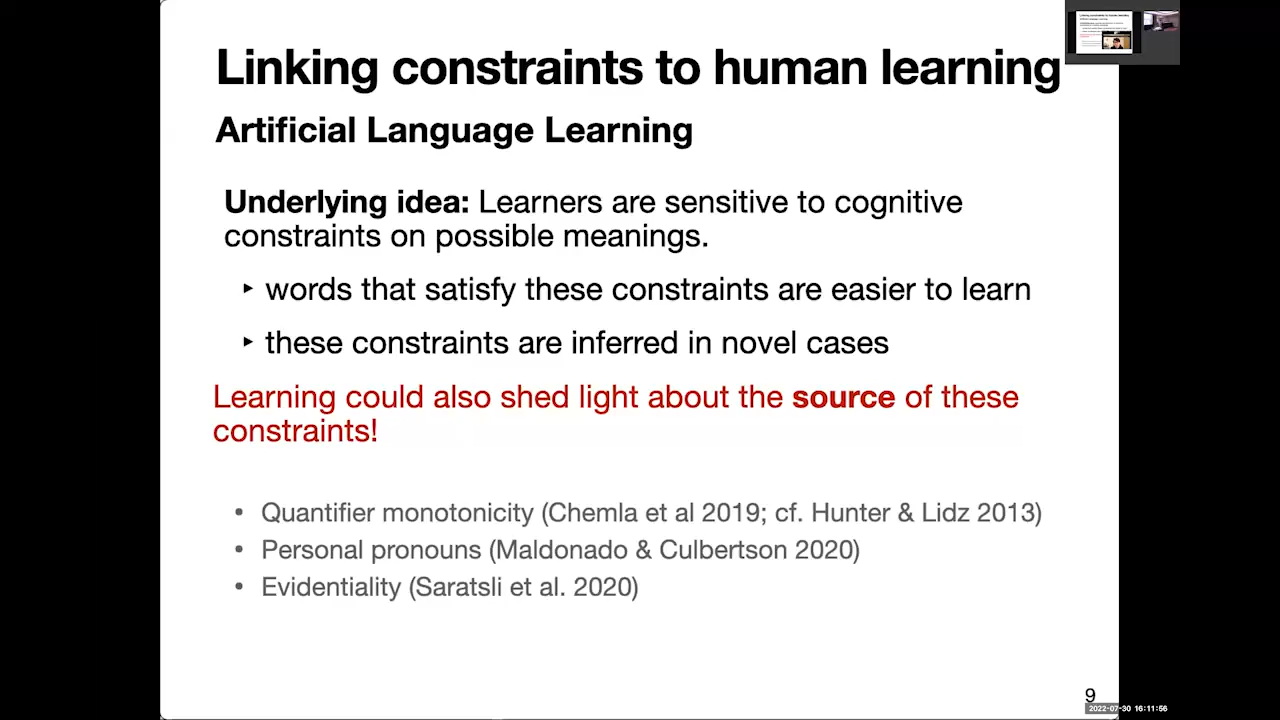 Linking constraints to human learning
Artificial Language Learning
Underlying idea: Learners are sensitive to cognitive
constraints on possible meanings.
‣ words that satisfy these constraints are easier to learn
‣ these constraints are inferred in novel cases
Learning could also shed light about the source of these
constraints!
• Quantifier monotonicity (Chemla et al 2019; cf. Hunter & Lidz 2013)
• Personal pronouns (Maldonado & Culbertson 2020)
• Evidentiality (Saratsli et al. 2020)
9
2022-07-30 16:11:56